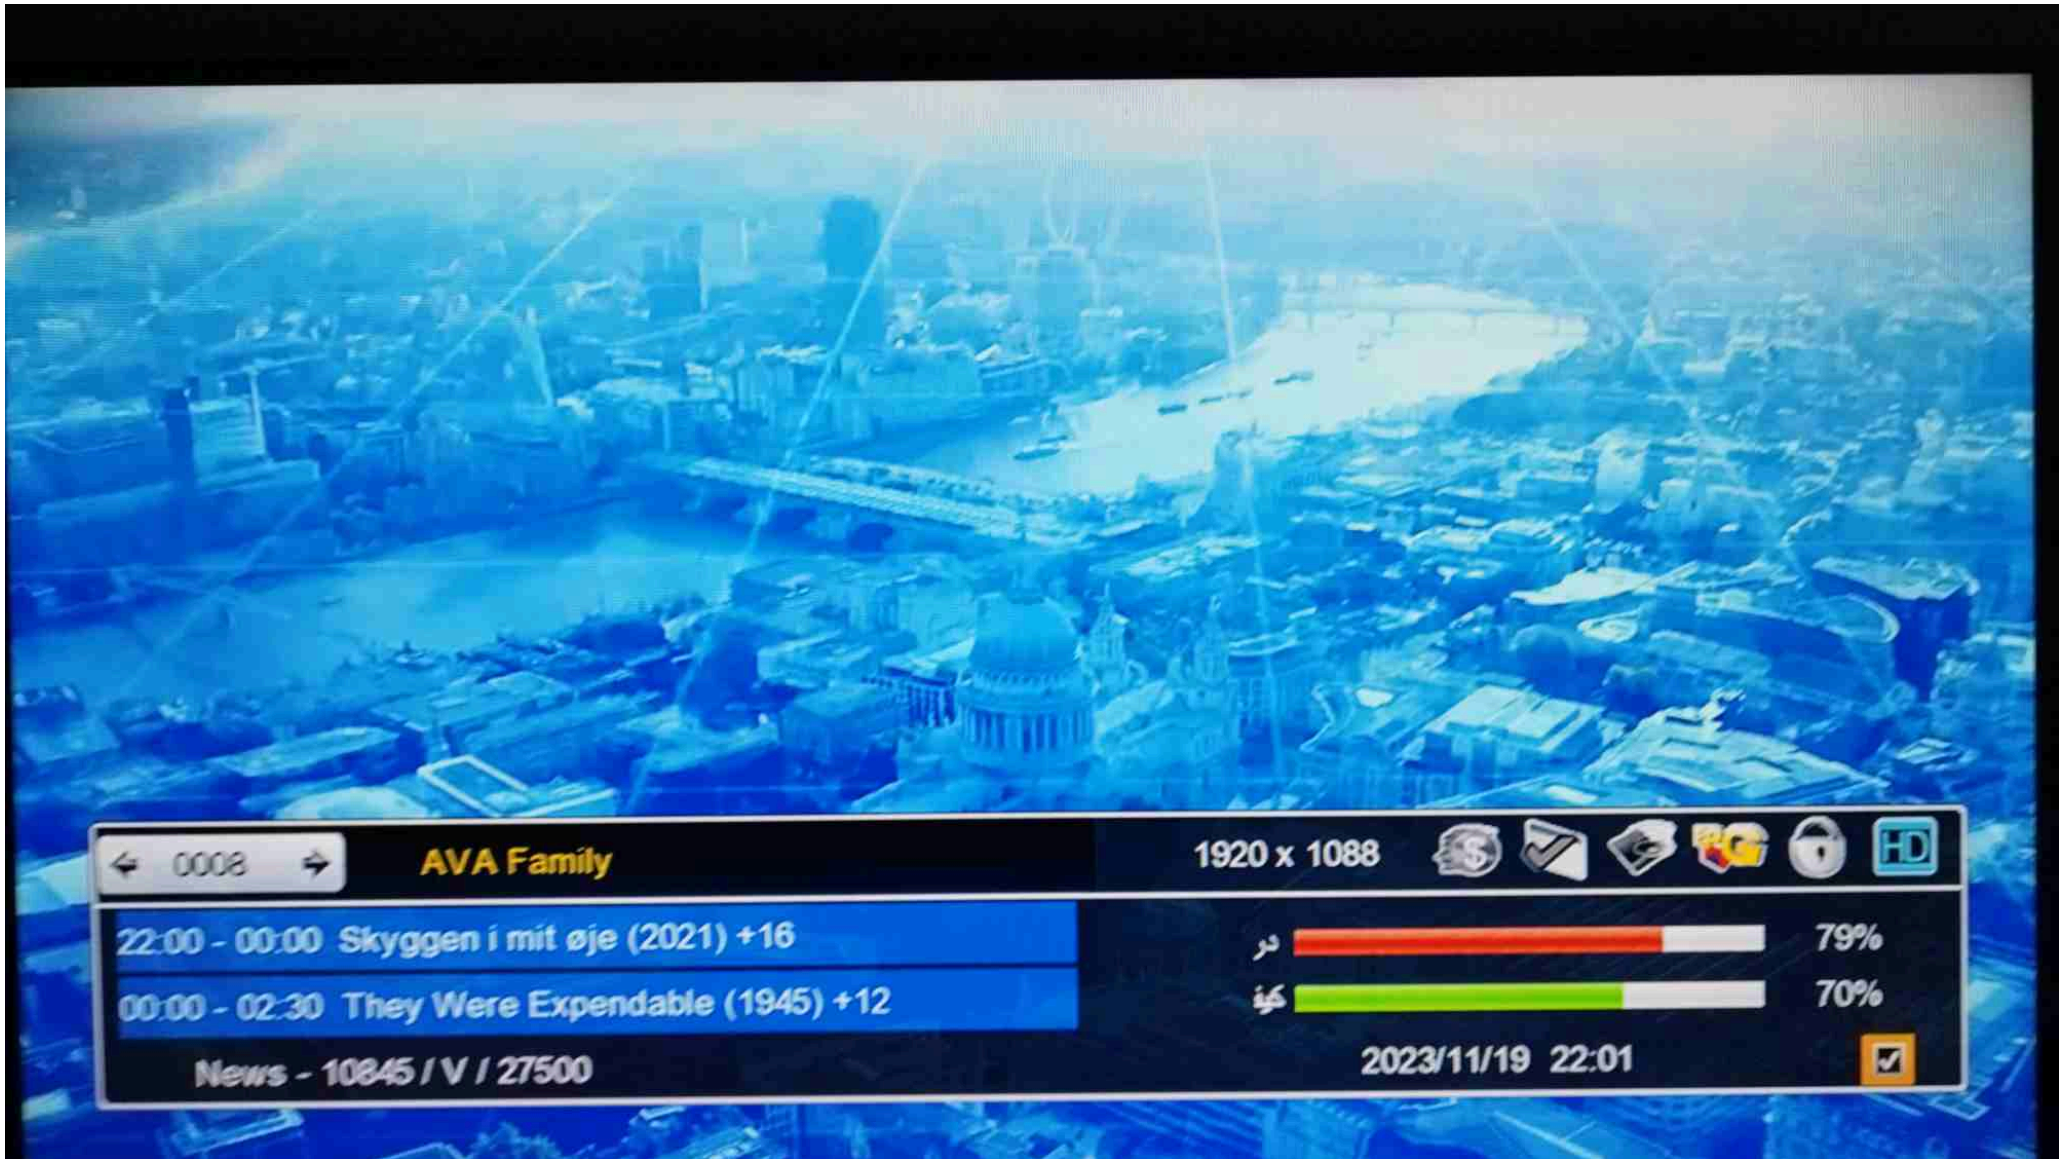 0008 AVA Family 1920 x 1088 HD
22:00 - 00:00 Skyggen i mit øje (2021) +16
در 79%
00:00 - 02:30 They Were Expendable (1945) +12
كيف 70%
News - 10845 / V / 27500
2023/11/19 22:01